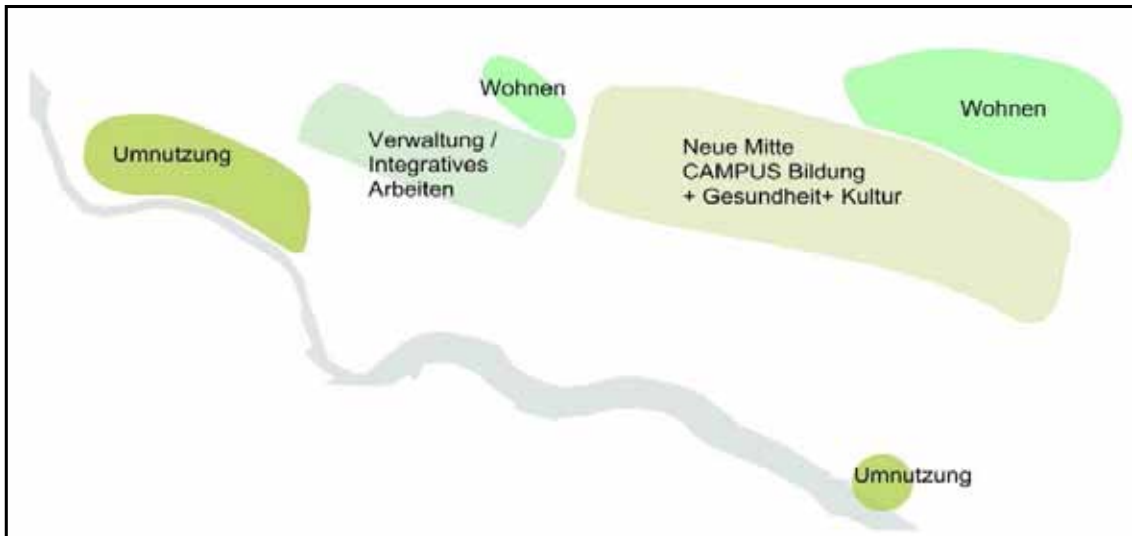 Umnutzung
Verwaltung /
Integratives
Arbeiten
Wohnen
Neue Mitte
CAMPUS Bildung
+ Gesundheit+ Kultur
Wohnen
Umnutzung